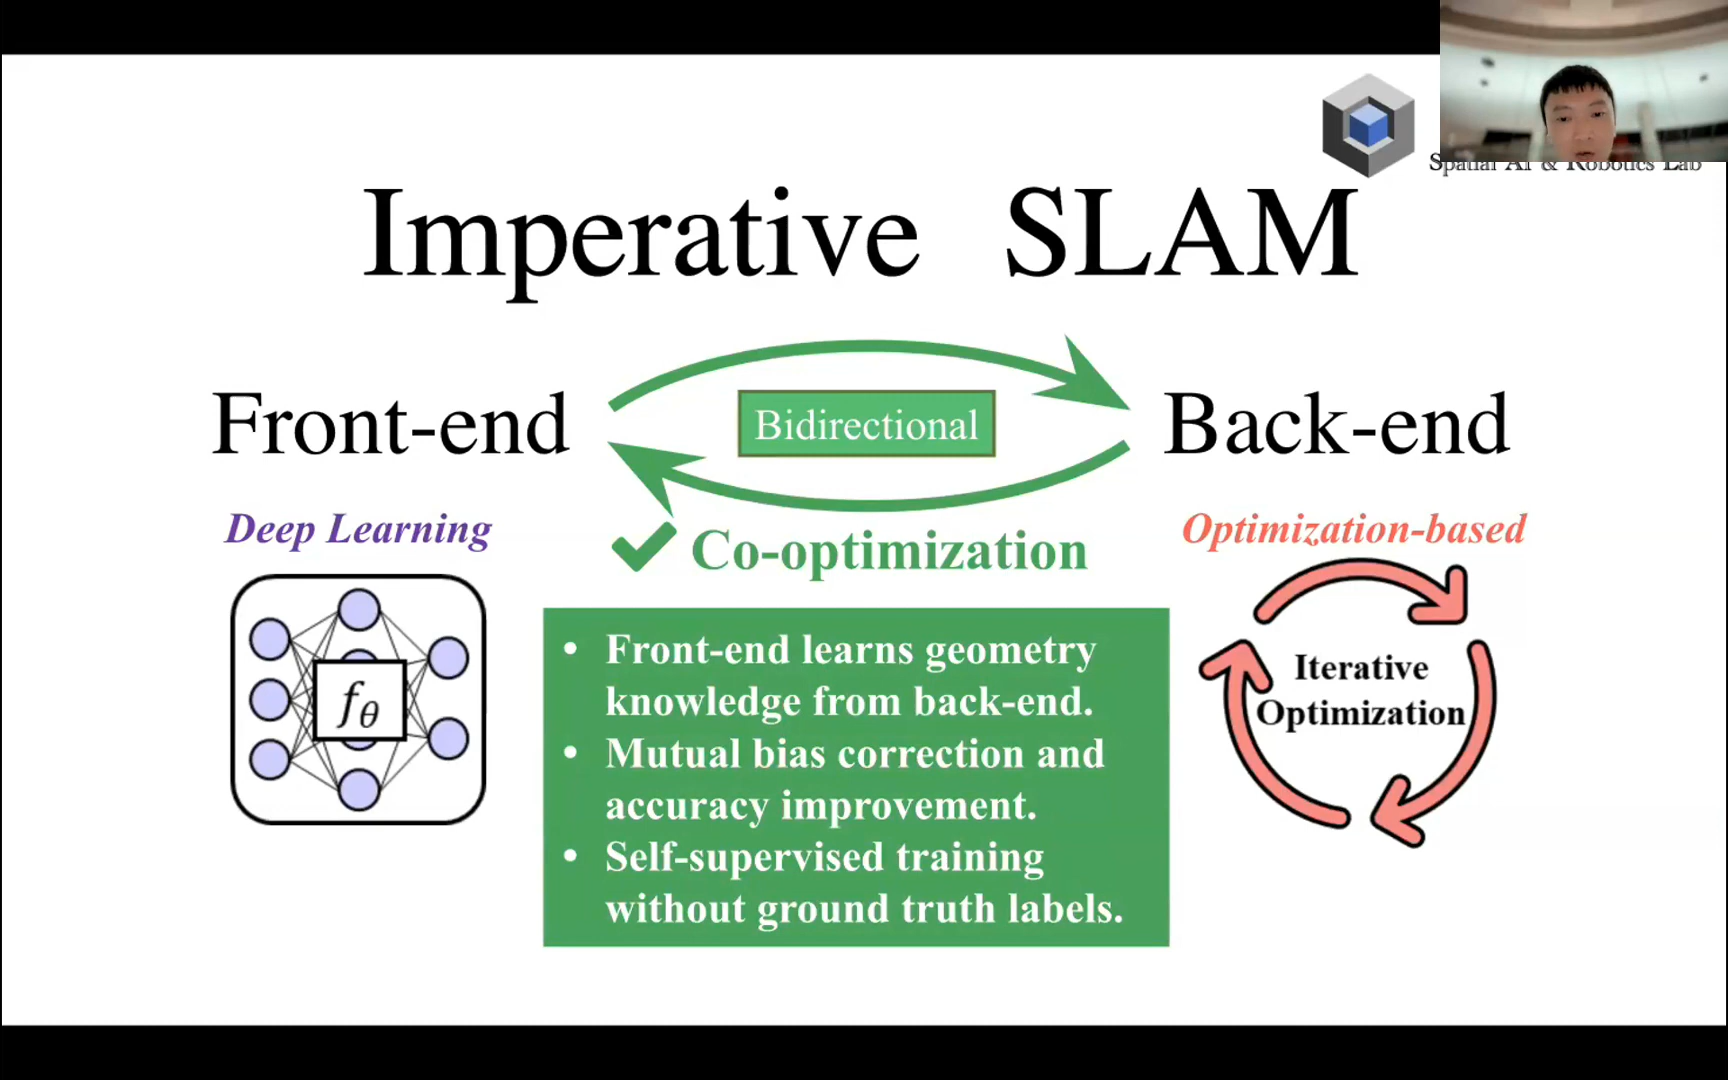 Spatial AI & Robotics Lab
Imperative SLAM
Front-end
Bidirectional
Back-end
Deep Learning
Co-optimization
Optimization-based
fθ
• Front-end learns geometry
knowledge from back-end.
• Mutual bias correction and
accuracy improvement.
• Self-supervised training
without ground truth labels.
Iterative
Optimization